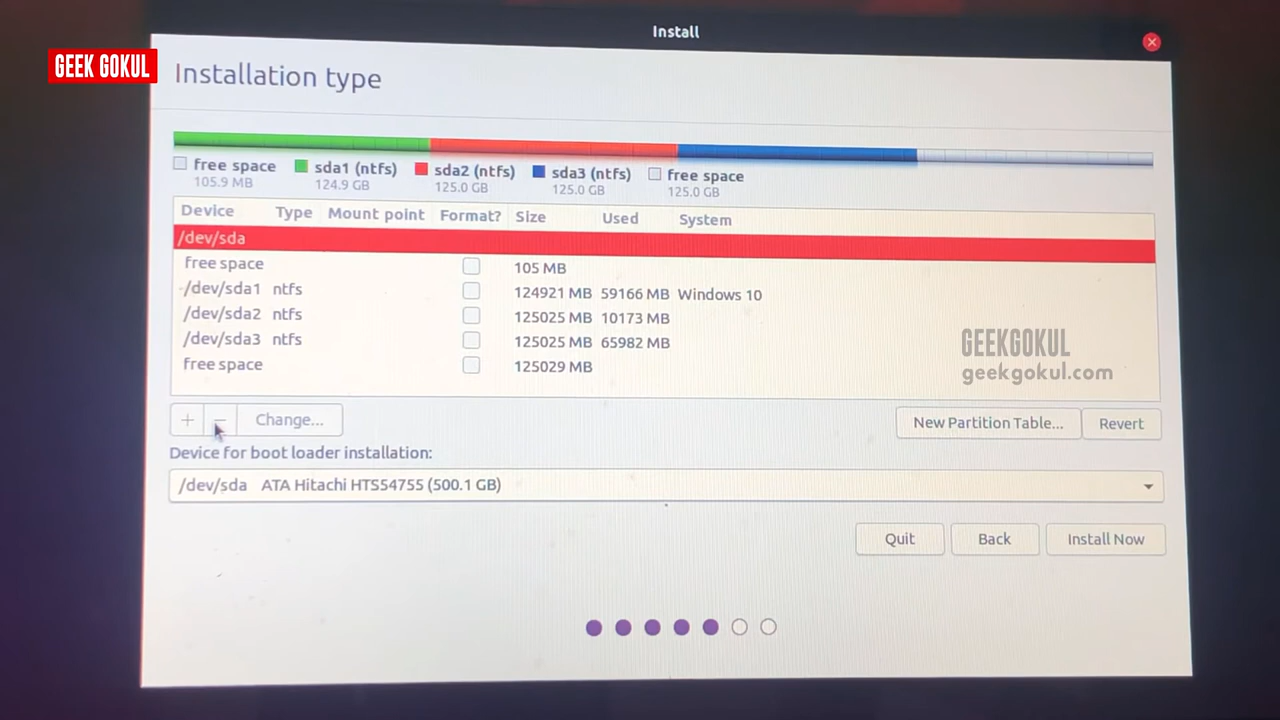 Install
GEEK GOKUL
Installation type
free space sda1 (ntfs) sda2 (ntfs) sda3 (ntfs) free space
105.9 MB 124.9 GB 125.0 GB 125.0 GB 125.0 GB
Device Type Mount point Format? Size Used System
/dev/sda
free space 105 MB
/dev/sda1 ntfs 124921 MB 59166 MB Windows 10
/dev/sda2 ntfs 125025 MB 10173 MB
/dev/sda3 ntfs 125025 MB 65982 MB
free space 125029 MB
GEEKGOKUL
geekgokul.com
+ − Change... New Partition Table... Revert
Device for boot loader installation:
/dev/sda ATA Hitachi HTS54755 (500.1 GB)
Quit Back Install Now